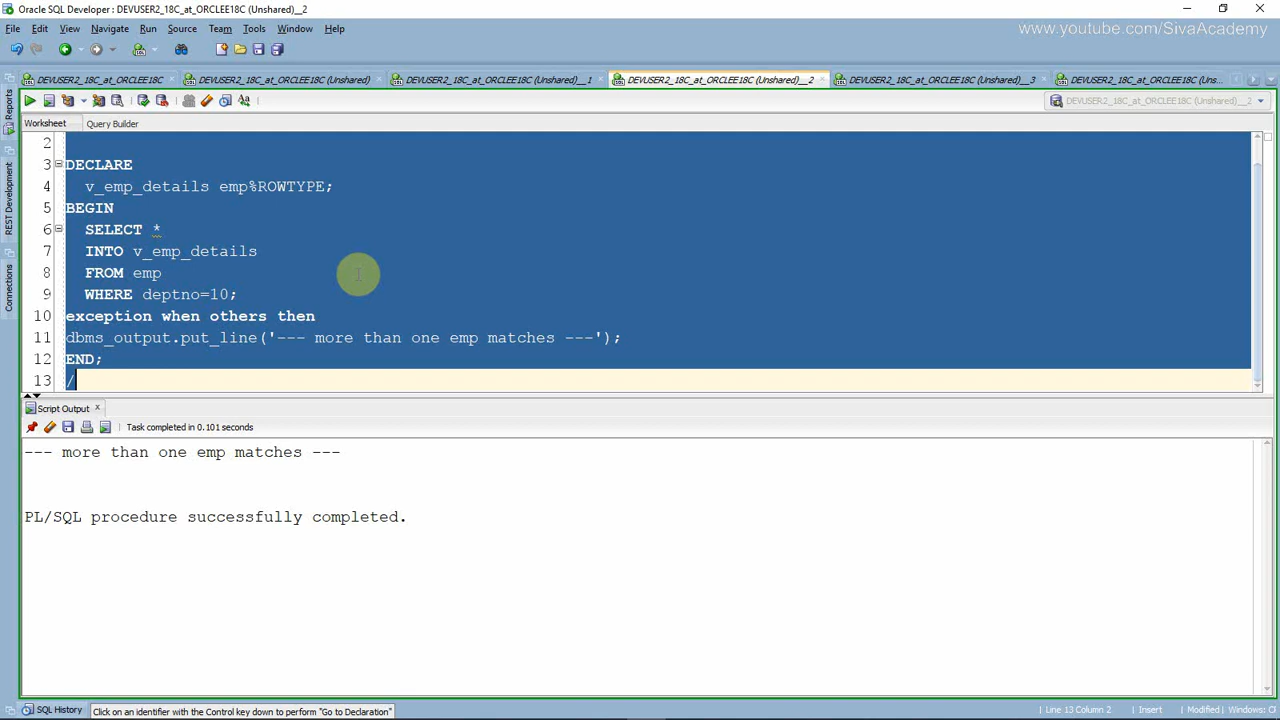 Oracle SQL Developer : DEVUSER2_18C_at_ORCLEE18C (Unshared)__2
File Edit View Navigate Run Source Team Tools Window Help
www.youtube.com/SivaAcademy
DEVUSER2_18C_at_ORCLEE18C
DEVUSER2_18C_at_ORCLEE18C (Unshared)
DEVUSER2_18C_at_ORCLEE18C (Unshared)__1
DEVUSER2_18C_at_ORCLEE18C (Unshared)__2
DEVUSER2_18C_at_ORCLEE18C (Unshared)__3
DEVUSER2_18C_at_ORCLEE18C (Uns...
DEVUSER2_18C_at_ORCLEE18C (Unshared)__2
Reports
REST Development
Connections
Worksheet Query Builder
2
3 DECLARE
4 v_emp_details emp%ROWTYPE;
5 BEGIN
6 SELECT *
7 INTO v_emp_details
8 FROM emp
9 WHERE deptno=10;
10 exception when others then
11 dbms_output.put_line('--- more than one emp matches ---');
12 END;
13 /
Script Output x
Task completed in 0.101 seconds
--- more than one emp matches ---
PL/SQL procedure successfully completed.
SQL History
Click on an identifier with the Control key down to perform "Go to Declaration"
Line 13 Column 2
Insert
Modified
Windows: Cl